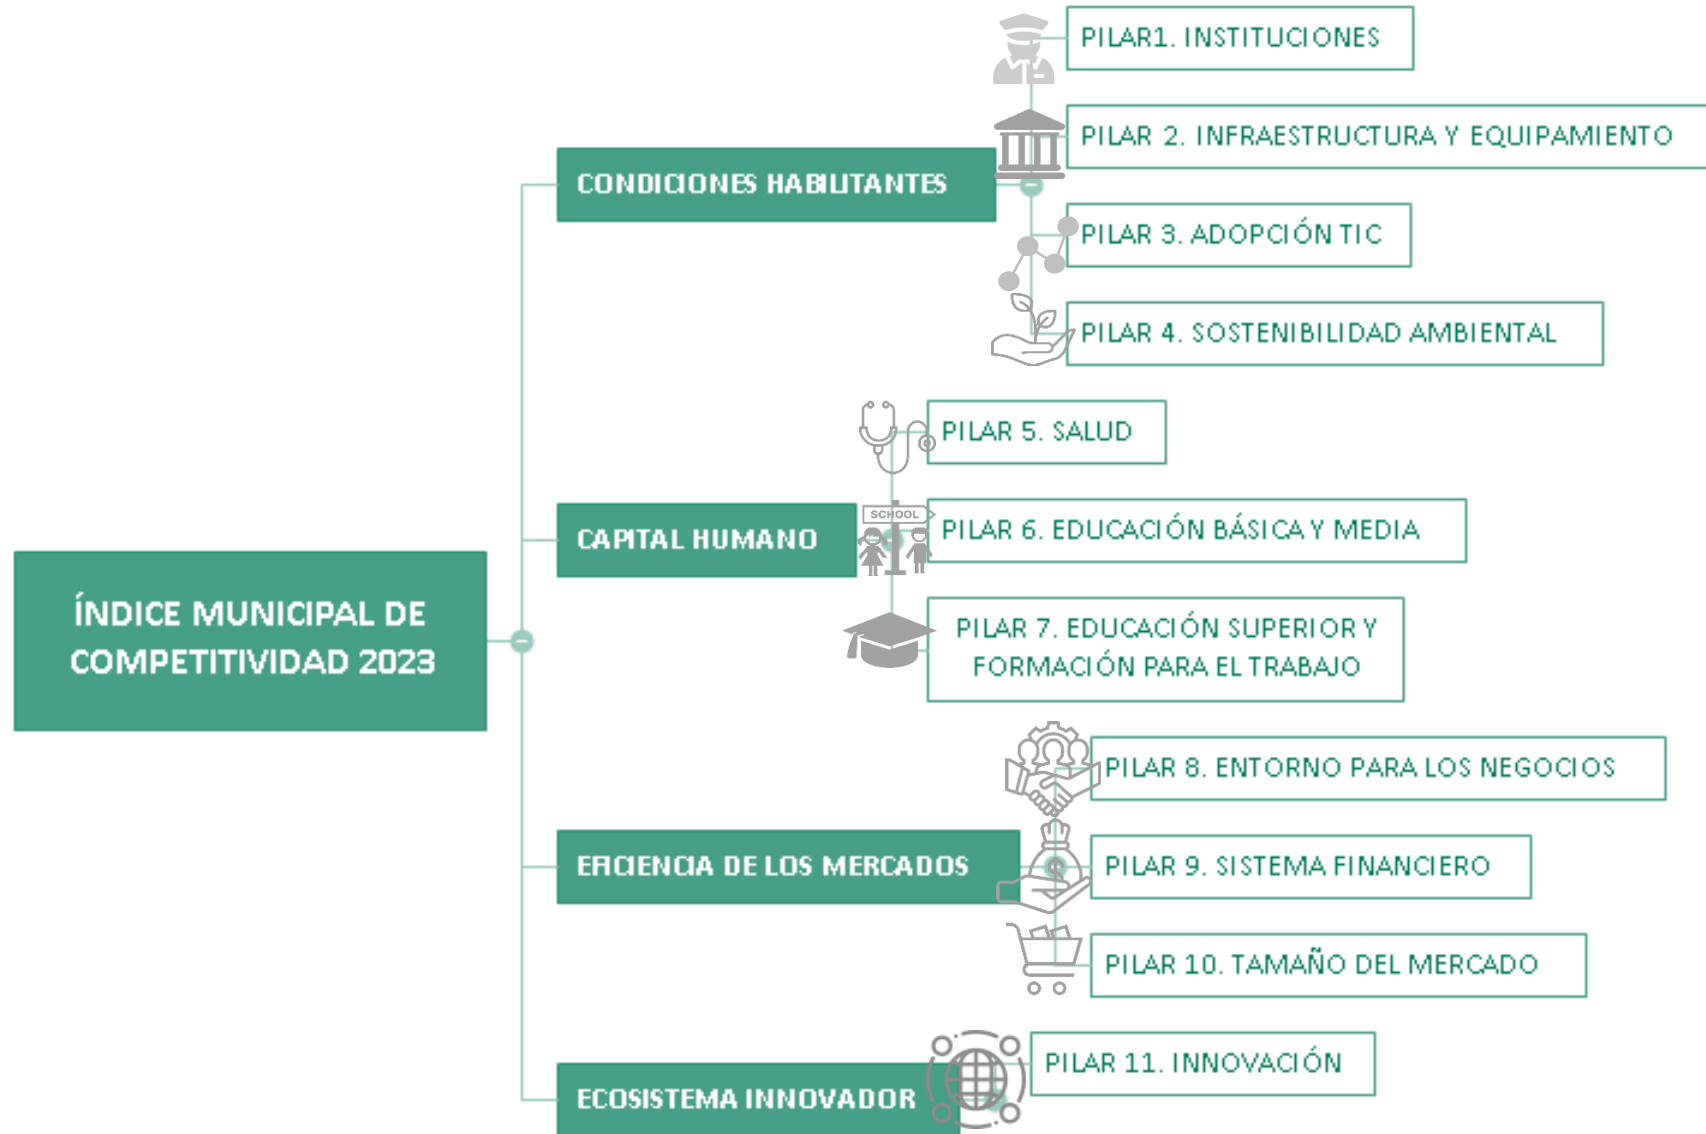 ÍNDICE MUNICIPAL DE
COMPETITIVIDAD 2023
CONDICIONES HABILITANTES
PILAR1. INSTITUCIONES
PILAR 2. INFRAESTRUCTURA Y EQUIPAMIENTO
PILAR 3. ADOPCIÓN TIC
PILAR 4. SOSTENIBILIDAD AMBIENTAL
CAPITAL HUMANO
PILAR 5. SALUD
SCHOOL
PILAR 6. EDUCACIÓN BÁSICA Y MEDIA
PILAR 7. EDUCACIÓN SUPERIOR Y
FORMACIÓN PARA EL TRABAJO
EFICIENCIA DE LOS MERCADOS
PILAR 8. ENTORNO PARA LOS NEGOCIOS
PILAR 9. SISTEMA FINANCIERO
PILAR 10. TAMAÑO DEL MERCADO
ECOSISTEMA INNOVADOR
PILAR 11. INNOVACIÓN